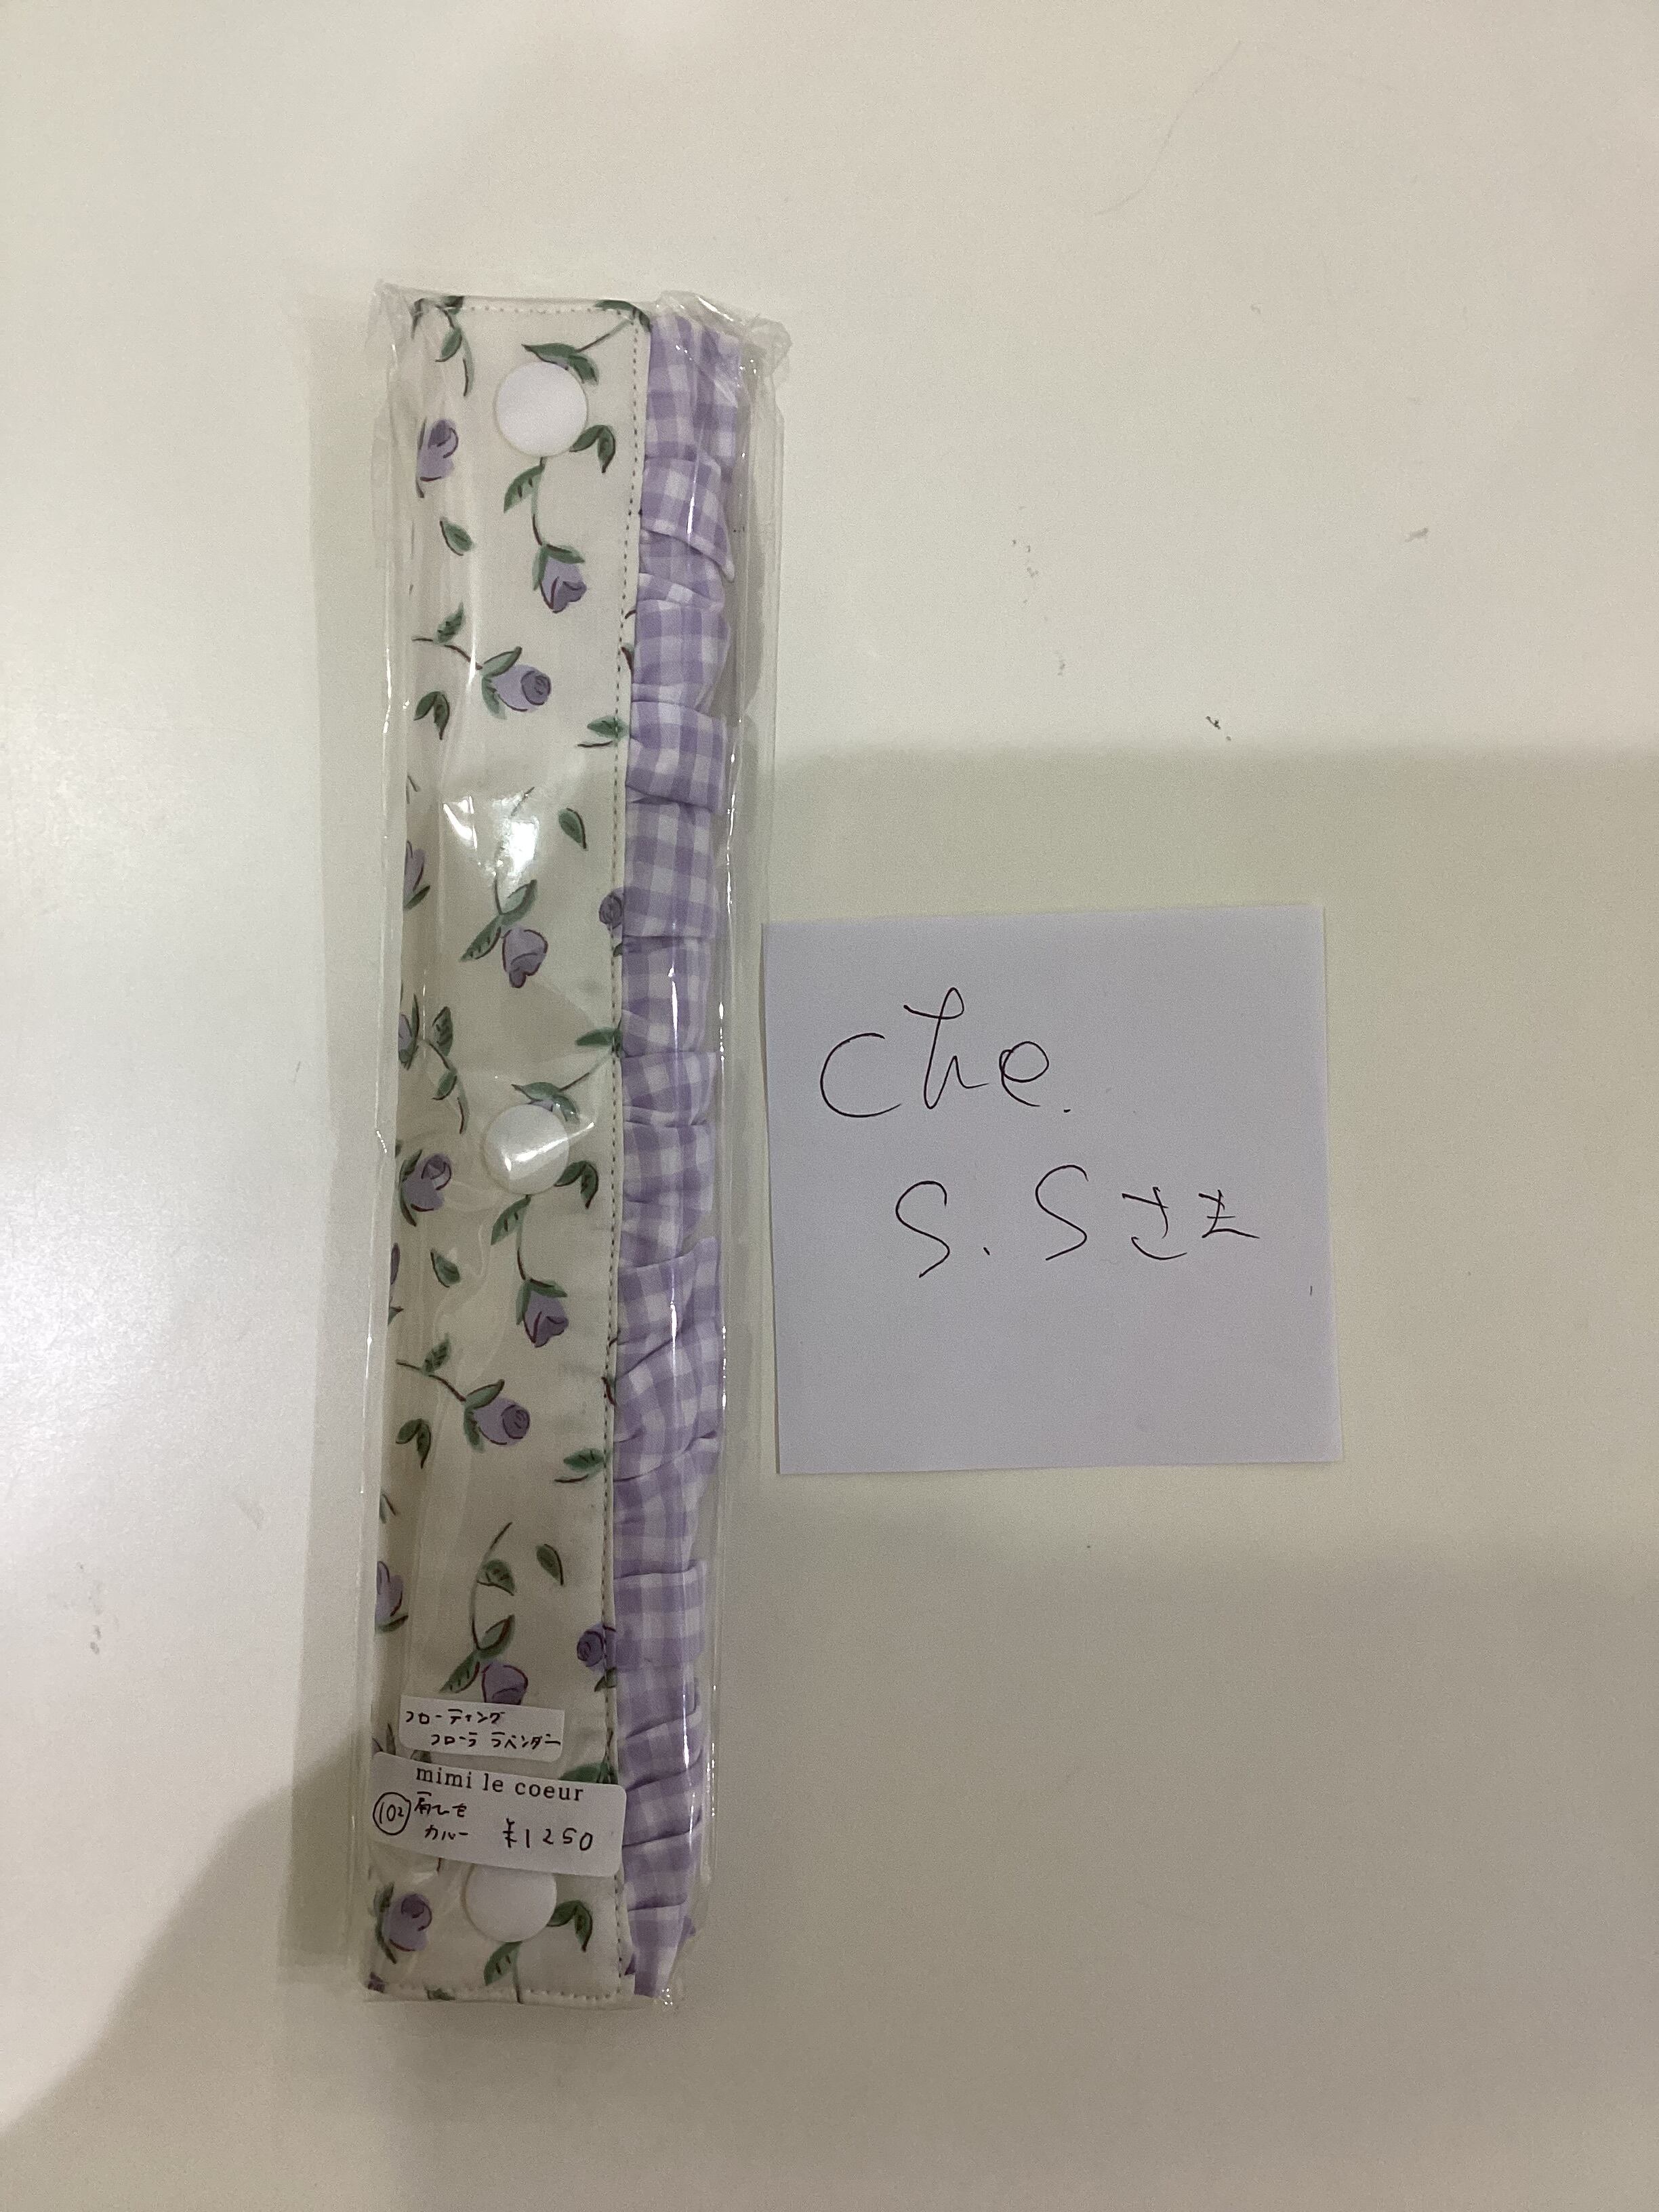 フローティング
フローラ ラベンダー
mimi le coeur
102 肩ひも
カバー ¥1250
che.
S.Sさま